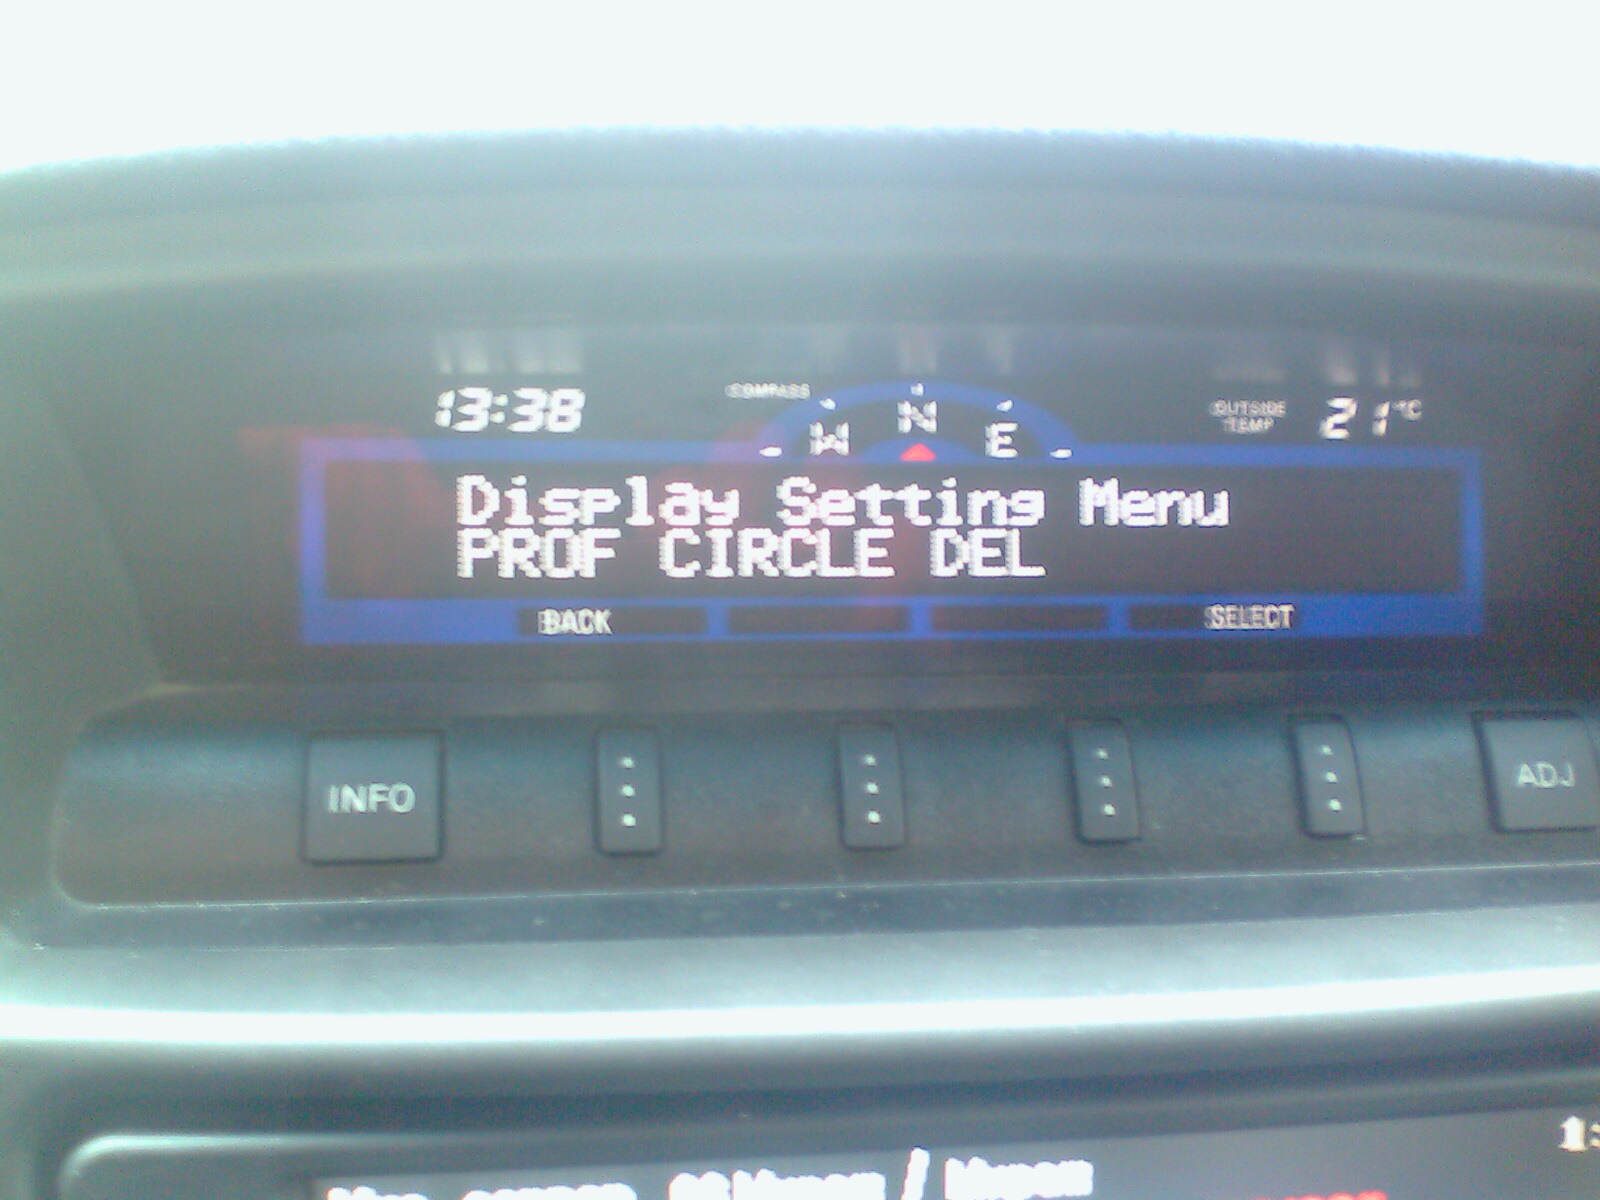 13:38
COMPASS
W N E
OUTSIDE TEMP 21°C
Display Setting Menu
PROF CIRCLE DEL
BACK SELECT
INFO
ADJ